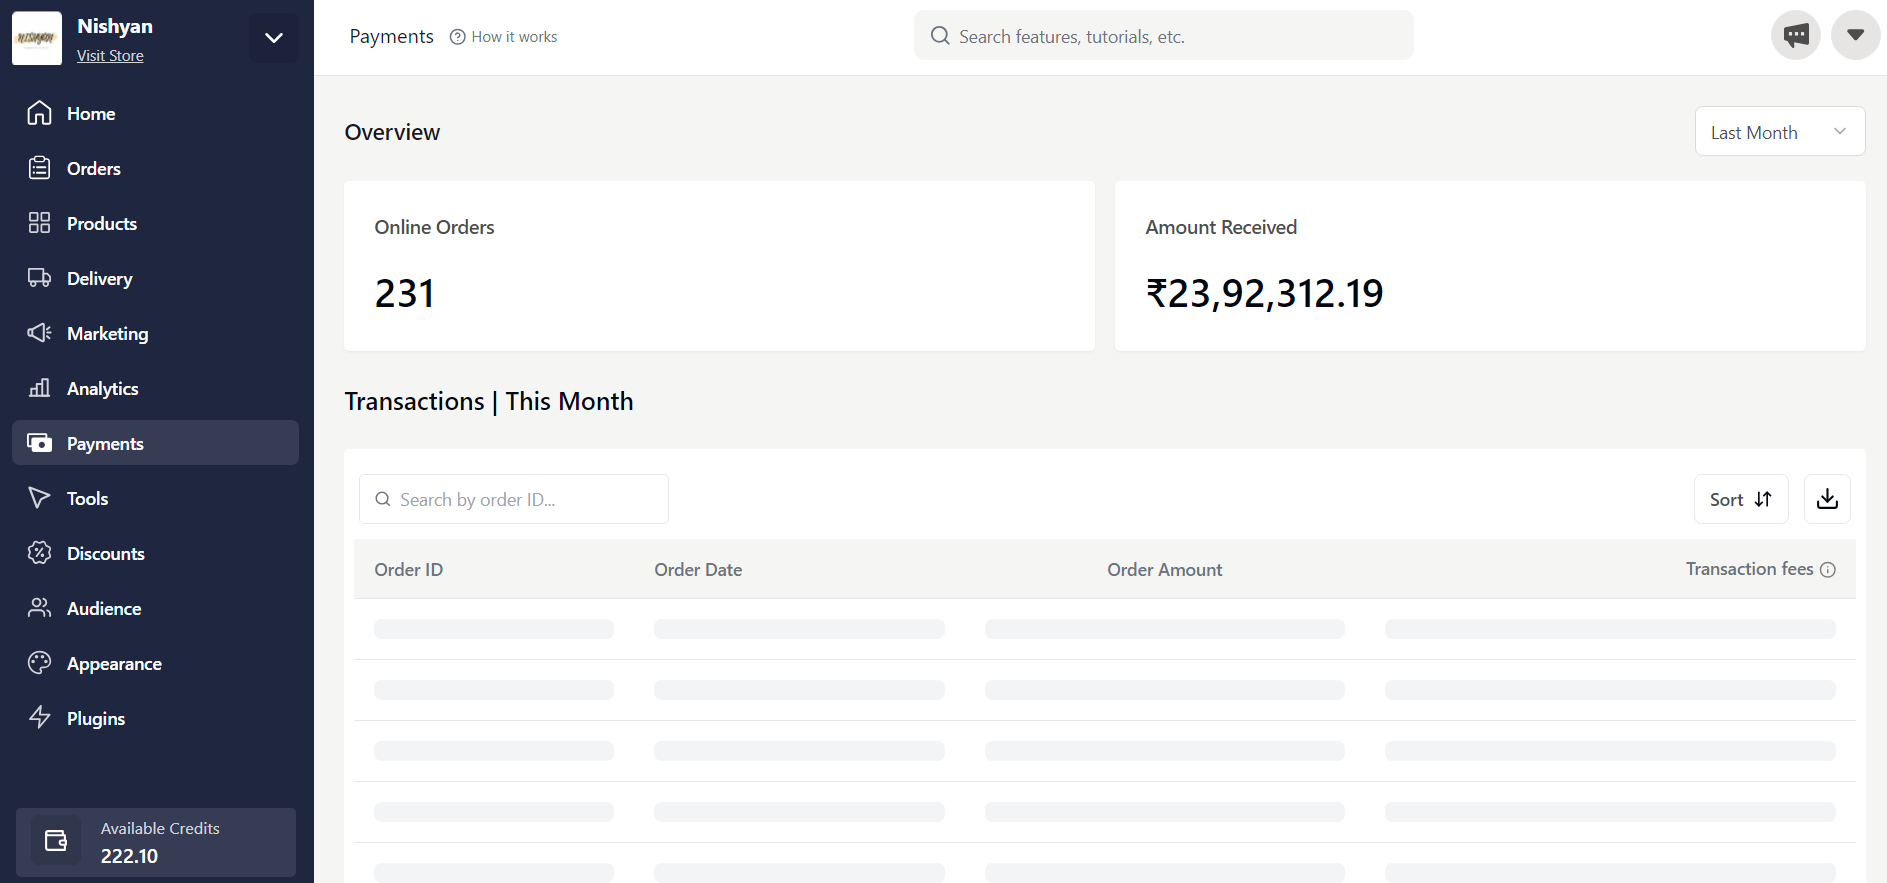 NISHYAN
Nishyan
Visit Store
Home
Orders
Products
Delivery
Marketing
Analytics
Payments
Tools
Discounts
Audience
Appearance
Plugins
Available Credits
222.10
Payments
How it works
Search features, tutorials, etc.
Overview
Last Month
Online Orders
231
Amount Received
₹23,92,312.19
Transactions | This Month
Search by order ID...
Sort
Order ID Order Date Order Amount Transaction fees